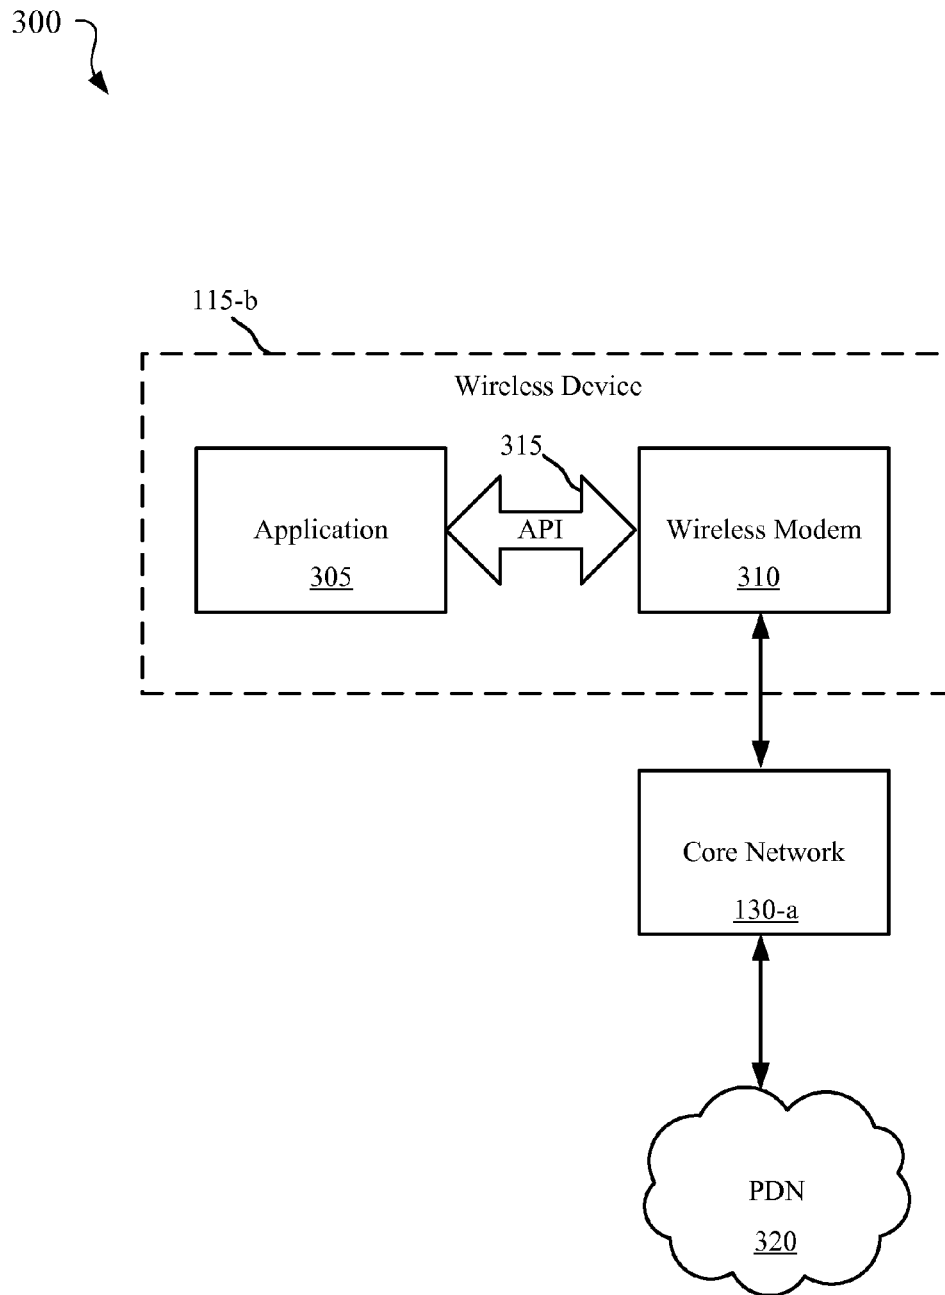 300
115-b
Wireless Device
315
Application
305
API
Wireless Modem
310
Core Network
130-a
PDN
320